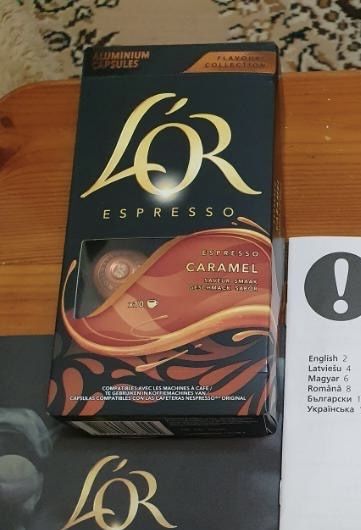 ALUMINIUM
CAPSULES
FLAVOURS
COLLECTION
L'OR
ESPRESSO
ESPRESSO
CARAMEL
SAVEUR SMAAK
GESCHMACK SABOR
x10
COMPATIBLES AVEC LES MACHINES À CAFÉ /
TE GEBRUIKEN IN KOFFIEMACHINES VAN /
CAPSULAS COMPATIBLES CON LAS CAFETERAS NESPRESSO® ORIGINAL
L'OR
!
English 2
Latviešu 4
Magyar 6
Română 8
Български 1
Українська